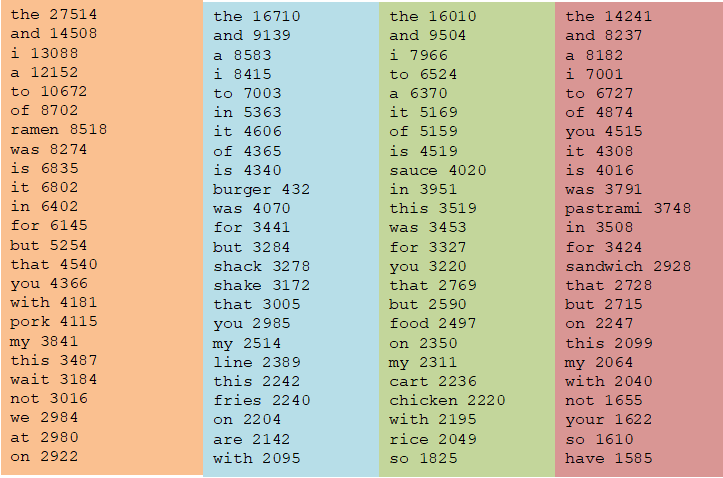 the 27514
and 14508
i 13088
a 12152
to 10672
of 8702
ramen 8518
was 8274
is 6835
it 6802
in 6402
for 6145
but 5254
that 4540
you 4366
with 4181
pork 4115
my 3841
this 3487
wait 3184
not 3016
we 2984
at 2980
on 2922
the 16710
and 9139
a 8583
i 8415
to 7003
in 5363
it 4606
of 4365
is 4340
burger 432
was 4070
for 3441
but 3284
shack 3278
shake 3172
that 3005
you 2985
my 2514
line 2389
this 2242
fries 2240
on 2204
are 2142
with 2095
the 16010
and 9504
i 7966
to 6524
a 6370
it 5169
of 5159
is 4519
sauce 4020
in 3951
this 3519
was 3453
for 3327
you 3220
that 2769
but 2590
food 2497
on 2350
my 2311
cart 2236
chicken 2220
with 2195
rice 2049
so 1825
the 14241
and 8237
a 8182
i 7001
to 6727
of 4874
you 4515
it 4308
is 4016
was 3791
pastrami 3748
in 3508
for 3424
sandwich 2928
that 2728
but 2715
on 2247
this 2099
my 2064
with 2040
not 1655
your 1622
so 1610
have 1585